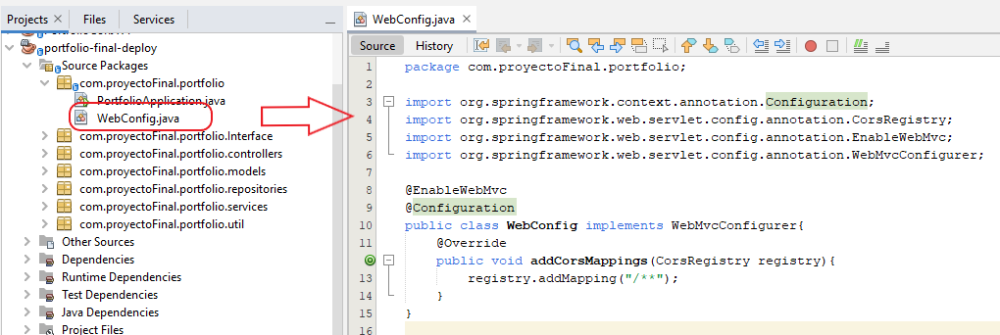 Projects
Files
Services
portfolio-final-deploy
Source Packages
com.proyectoFinal.portfolio
PortfolioApplication.java
WebConfig.java
com.proyectoFinal.portfolio.Interface
com.proyectoFinal.portfolio.controllers
com.proyectoFinal.portfolio.models
com.proyectoFinal.portfolio.repositories
com.proyectoFinal.portfolio.services
com.proyectoFinal.portfolio.util
Other Sources
Dependencies
Runtime Dependencies
Test Dependencies
Java Dependencies
Project Files
WebConfig.java
Source
History
1 package com.proyectoFinal.portfolio;
2
3 import org.springframework.context.annotation.Configuration;
4 import org.springframework.web.servlet.config.annotation.CorsRegistry;
5 import org.springframework.web.servlet.config.annotation.EnableWebMvc;
6 import org.springframework.web.servlet.config.annotation.WebMvcConfigurer;
7
8 @EnableWebMvc
9 @Configuration
10 public class WebConfig implements WebMvcConfigurer{
11 @Override
public void addCorsMappings(CorsRegistry registry){
13 registry.addMapping("/**");
14 }
15 }
16